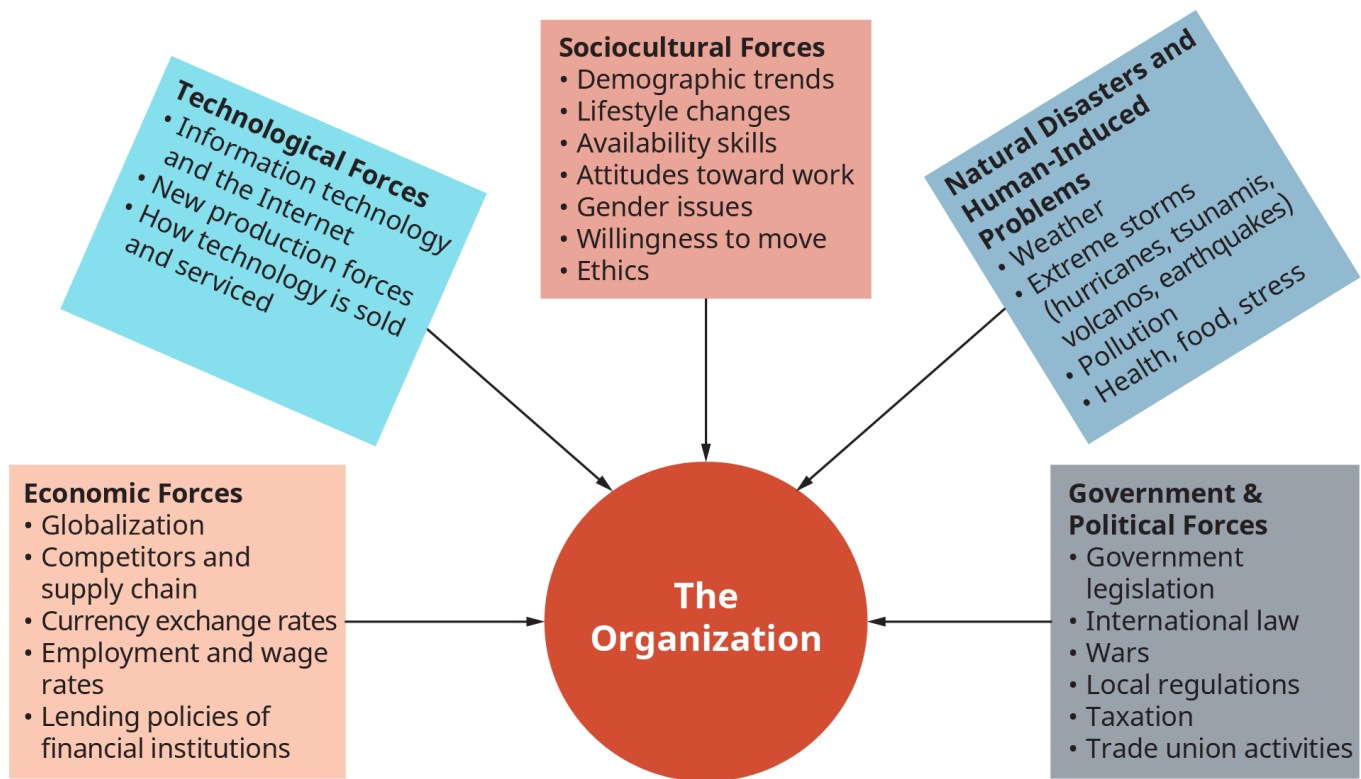 Technological Forces
• Information technology
and the Internet
• New production forces
• How technology is sold
and serviced
Sociocultural Forces
• Demographic trends
• Lifestyle changes
• Availability skills
• Attitudes toward work
• Gender issues
• Willingness to move
• Ethics
Natural Disasters and
Human-Induced
Problems
• Weather
• Extreme storms
(hurricanes, tsunamis,
volcanos, earthquakes)
• Pollution
• Health, food, stress
Economic Forces
• Globalization
• Competitors and
supply chain
• Currency exchange rates
• Employment and wage
rates
• Lending policies of
financial institutions
The
Organization
Government &
Political Forces
• Government
legislation
• International law
• Wars
• Local regulations
• Taxation
• Trade union activities